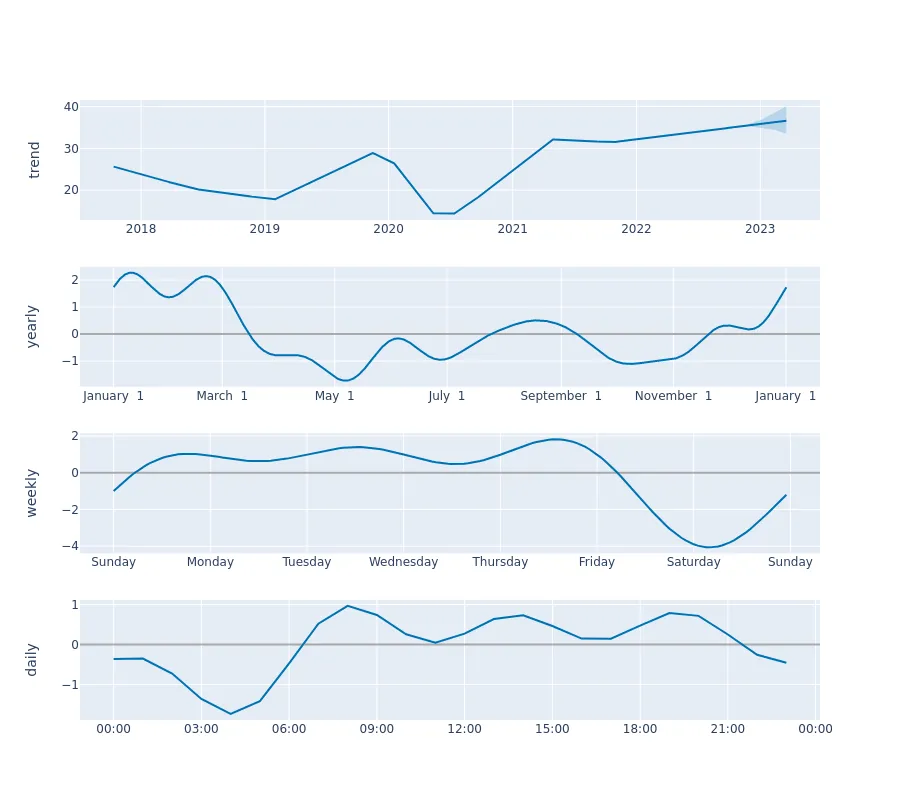 trend
40
30
20
2018 2019 2020 2021 2022 2023
yearly
2
1
0
−1
January 1 March 1 May 1 July 1 September 1 November 1 January 1
weekly
2
0
−2
−4
Sunday Monday Tuesday Wednesday Thursday Friday Saturday Sunday
daily
1
0
−1
00:00 03:00 06:00 09:00 12:00 15:00 18:00 21:00 00:00